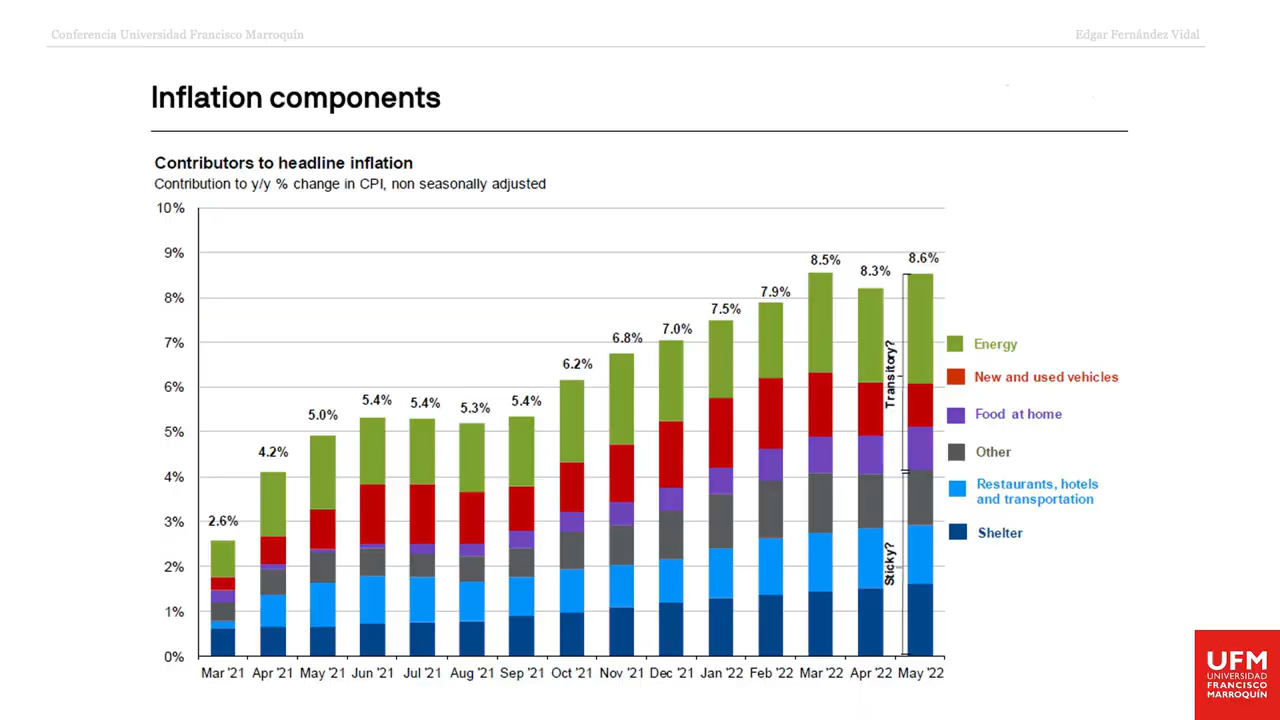 Conferencia Universidad Francisco Marroquín
Edgar Fernández Vidal
Inflation components
Contributors to headline inflation
Contribution to y/y % change in CPI, non seasonally adjusted
10%
9%
8%
7%
6%
5%
4%
3%
2%
1%
0%
2.6%
4.2%
5.0%
5.4%
5.4%
5.3%
5.4%
6.2%
6.8%
7.0%
7.5%
7.9%
8.5%
8.3%
8.6%
Transitory?
Sticky?
Mar '21
Apr '21
May '21
Jun '21
Jul '21
Aug '21
Sep '21
Oct '21
Nov '21
Dec '21
Jan '22
Feb '22
Mar '22
Apr '22
May '22
Energy
New and used vehicles
Food at home
Other
Restaurants, hotels
and transportation
Shelter
UFM
UNIVERSIDAD
FRANCISCO
MARROQUÍN